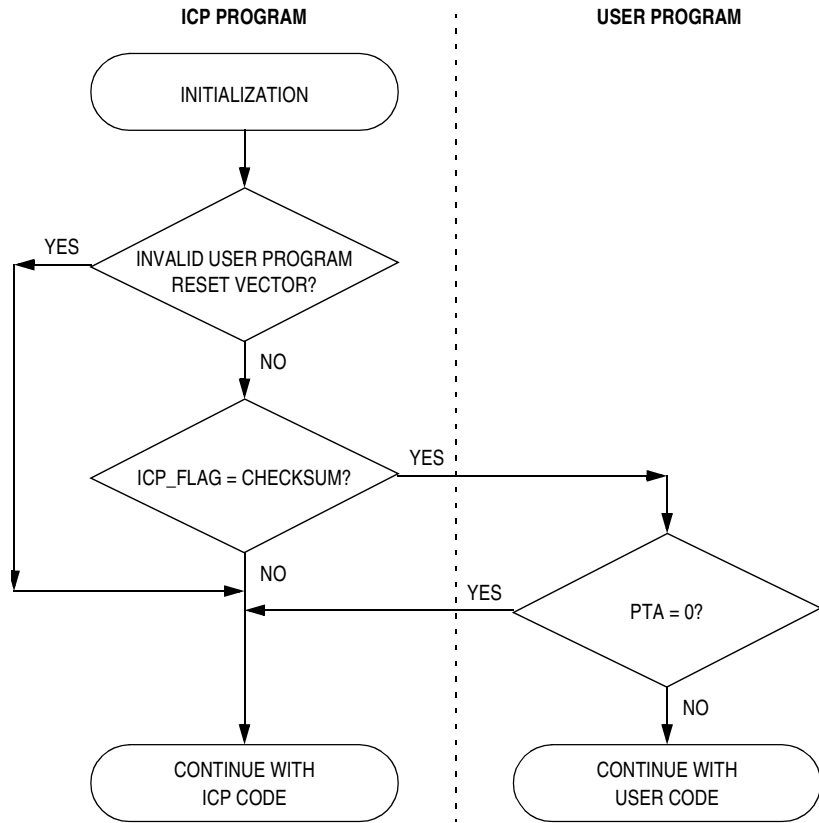 ICP PROGRAM
USER PROGRAM
INITIALIZATION
YES
INVALID USER PROGRAM
RESET VECTOR?
NO
ICP_FLAG = CHECKSUM?
YES
NO
YES
PTA = 0?
NO
CONTINUE WITH
ICP CODE
CONTINUE WITH
USER CODE